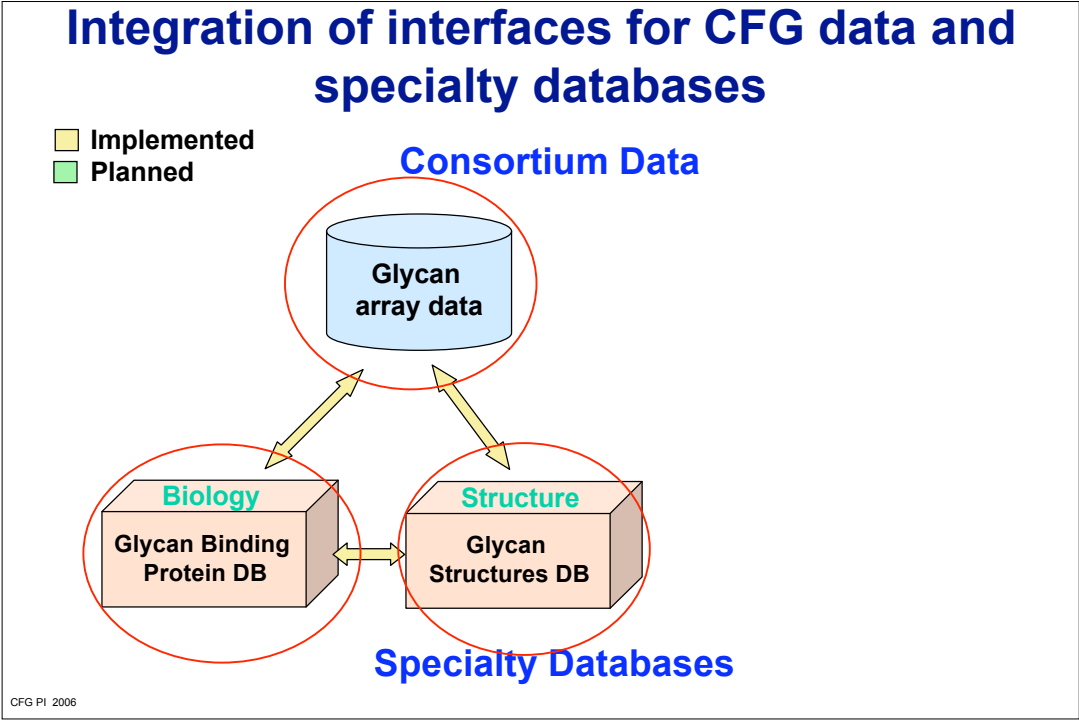 Integration of interfaces for CFG data and
specialty databases
Implemented
Planned
Consortium Data
Glycan
array data
Biology
Glycan Binding
Protein DB
Structure
Glycan
Structures DB
Specialty Databases
CFG PI 2006